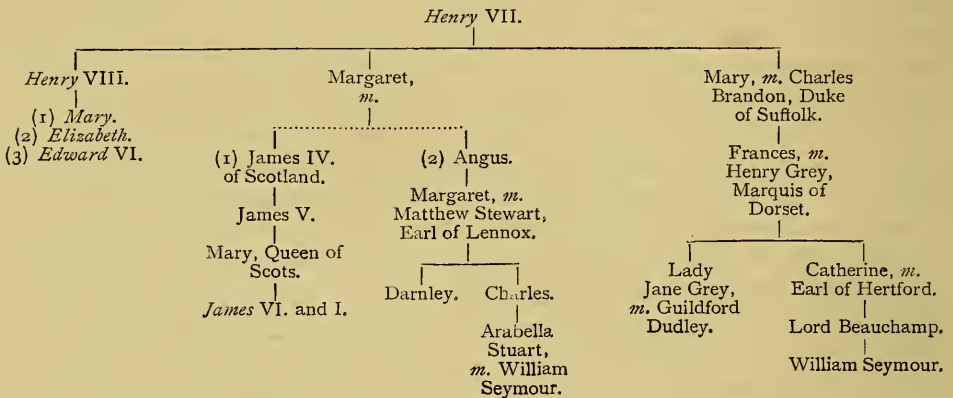 Henry VII.
Henry VIII.
(1) Mary.
(2) Elizabeth.
(3) Edward VI.
Margaret,
m.
(1) James IV.
of Scotland.
James V.
Mary, Queen of
Scots.
James VI. and I.
(2) Angus.
Margaret, m.
Matthew Stewart,
Earl of Lennox.
Darnley.
Charles.
Arabella
Stuart,
m. William
Seymour.
Mary, m. Charles
Brandon, Duke
of Suffolk.
Frances, m.
Henry Grey,
Marquis of
Dorset.
Lady
Jane Grey,
m. Guildford
Dudley.
Catherine, m.
Earl of Hertford.
Lord Beauchamp.
William Seymour.